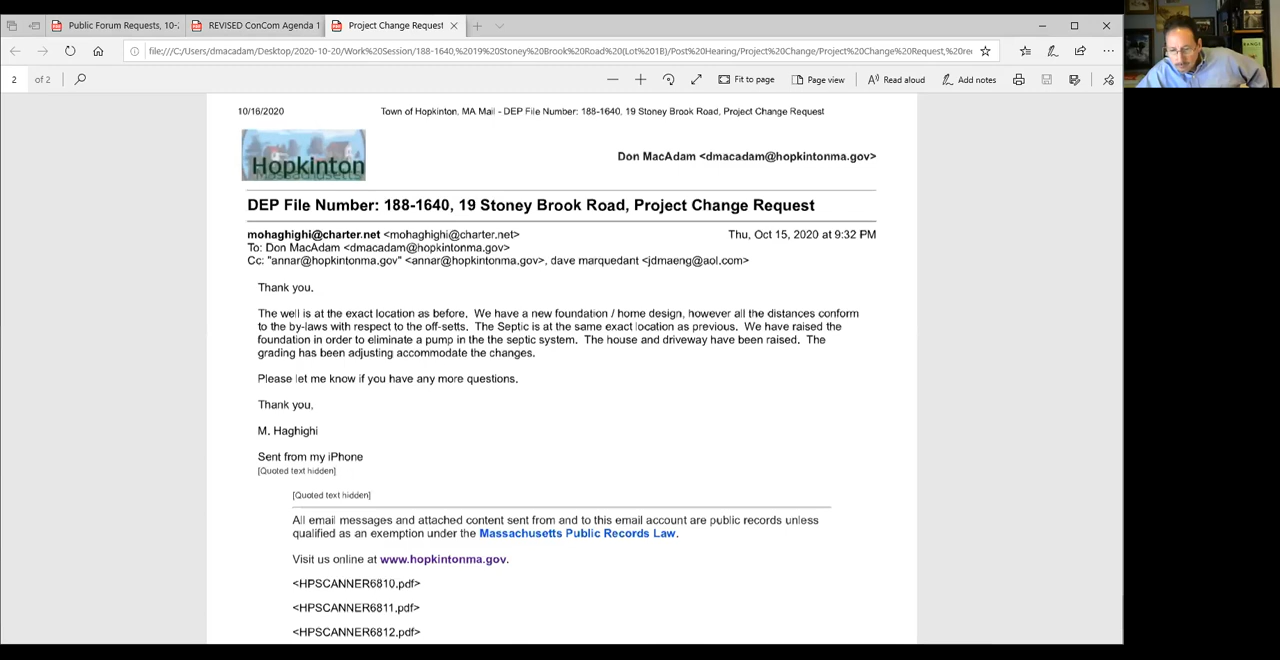 Public Forum Requests, 10-2
REVISED ConCom Agenda 1
Project Change Request
file:///C:/Users/dmacadam/Desktop/2020-10-20/Work%20Session/188-1640,%2019%20Stoney%20Brook%20Road%20(Lot%201B)/Post%20Hearing/Project%20Change/Project%20Change%20Request,%20rec
2 of 2
Fit to page
Page view
Read aloud
Add notes
10/16/2020
Town of Hopkinton, MA Mail - DEP File Number: 188-1640, 19 Stoney Brook Road, Project Change Request
Hopkinton
Massachusetts
Don MacAdam <dmacadam@hopkintonma.gov>
DEP File Number: 188-1640, 19 Stoney Brook Road, Project Change Request
mohaghighi@charter.net <mohaghighi@charter.net>
Thu, Oct 15, 2020 at 9:32 PM
To: Don MacAdam <dmacadam@hopkintonma.gov>
Cc: "annar@hopkintonma.gov" <annar@hopkintonma.gov>, dave marquedant <jdmaeng@aol.com>
Thank you.
The well is at the exact location as before. We have a new foundation / home design, however all the distances conform
to the by-laws with respect to the off-setts. The Septic is at the same exact location as previous. We have raised the
foundation in order to eliminate a pump in the the septic system. The house and driveway have been raised. The
grading has been adjusting accommodate the changes.
Please let me know if you have any more questions.
Thank you,
M. Haghighi
Sent from my iPhone
[Quoted text hidden]
[Quoted text hidden]
All email messages and attached content sent from and to this email account are public records unless
qualified as an exemption under the Massachusetts Public Records Law.
Visit us online at www.hopkintonma.gov.
<HPSCANNER6810.pdf>
<HPSCANNER6811.pdf>
<HPSCANNER6812.pdf>